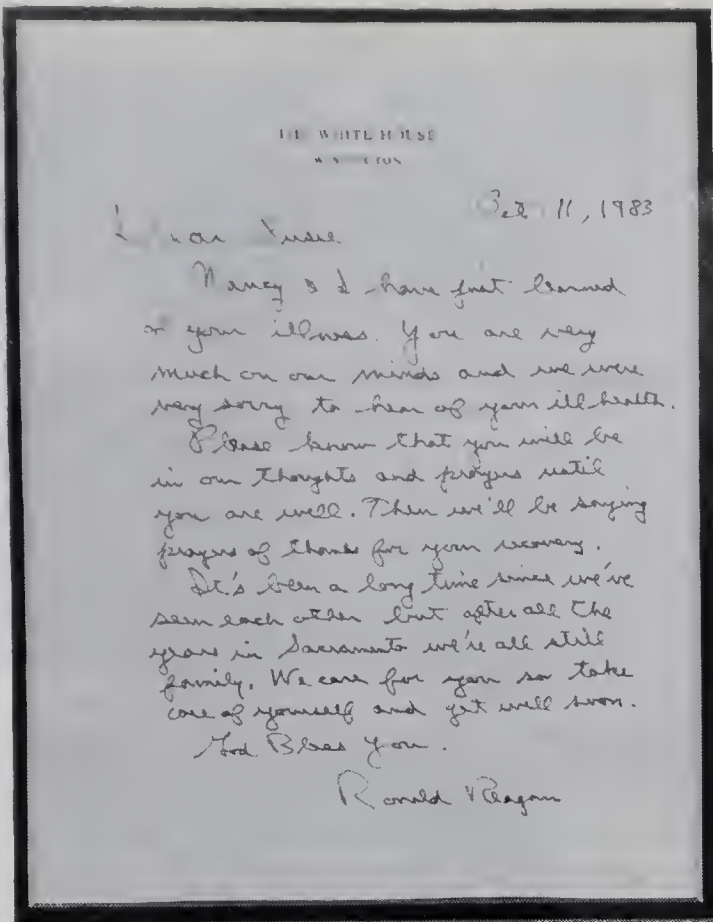 THE WHITE HOUSE
WASHINGTON
Oct 11, 1983
Dear
Nancy & I have just learned
of your illness. You are very
much on our minds and we were
very sorry to hear of your ill health.
Please know that you will be
in our thoughts and prayers until
you are well. Then we'll be saying
prayers of thanks for your recovery.
It's been a long time since we've
seen each other but after all the
years in Sacramento we're all still
family. We care for you so take
care of yourself and get well soon.
God Bless You.
Ronald Reagan